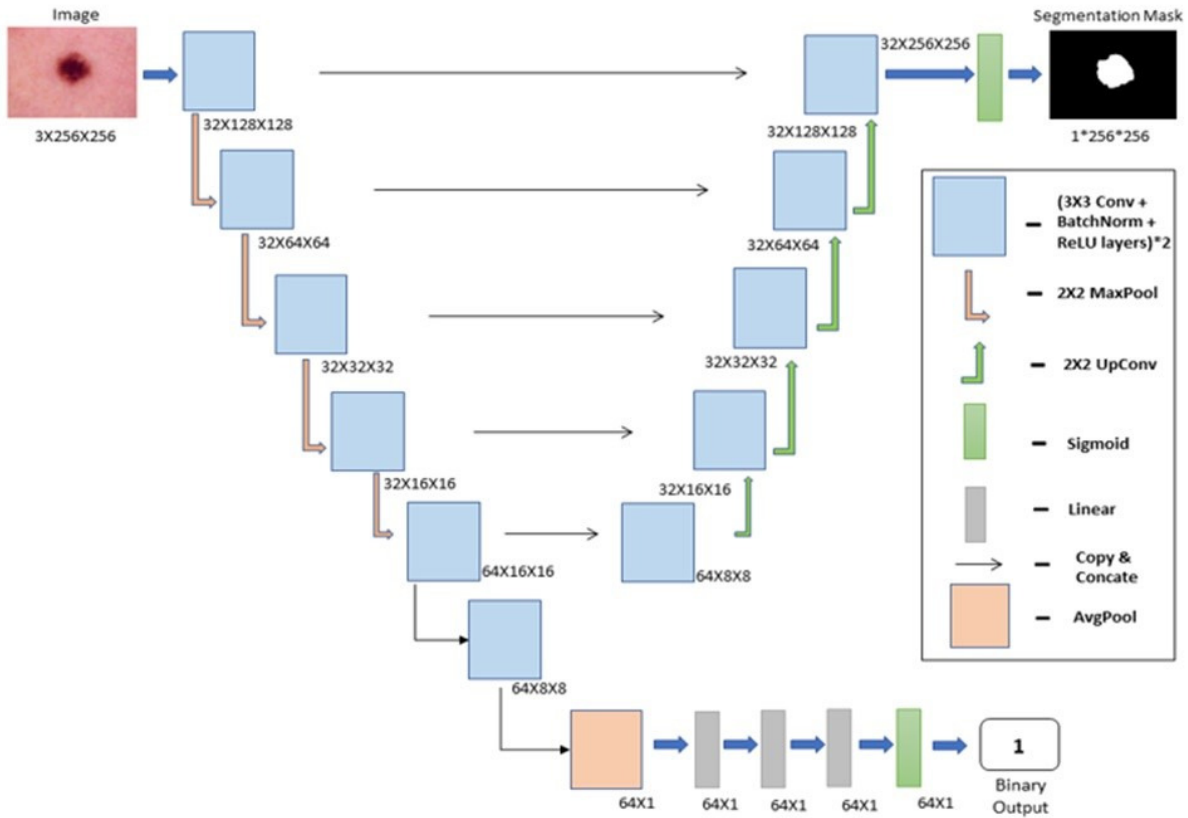 Image
Segmentation Mask
3X256X256
32X256X256
1*256*256
32X128X128
32X128X128
32X64X64
32X64X64
32X32X32
32X32X32
32X16X16
32X16X16
64X16X16
64X8X8
64X8X8
64X1
64X1
64X1
64X1
64X1
1
Binary
Output
(3X3 Conv +
BatchNorm +
ReLU layers)*2
2X2 MaxPool
2X2 UpConv
Sigmoid
Linear
Copy &
Concate
AvgPool